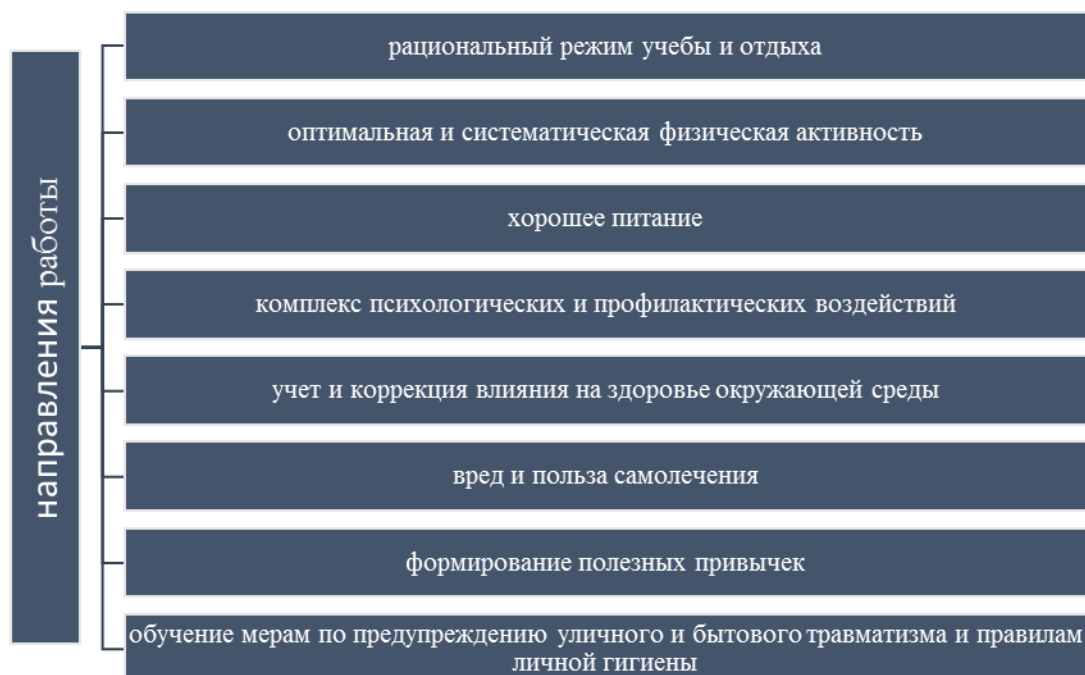 направления работы
рациональный режим учебы и отдыха
оптимальная и систематическая физическая активность
хорошее питание
комплекс психологических и профилактических воздействий
учет и коррекция влияния на здоровье окружающей среды
вред и польза самолечения
формирование полезных привычек
обучение мерам по предупреждению уличного и бытового травматизма и правилам
личной гигиены